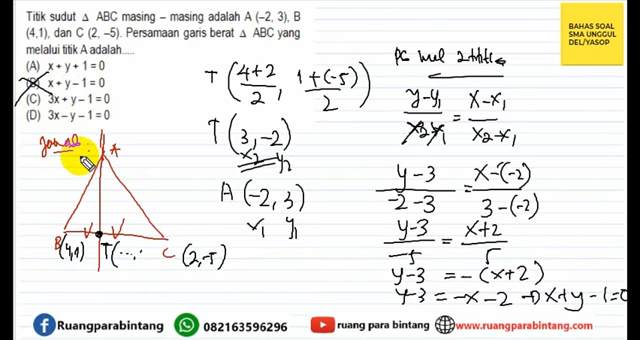 Titik sudut △ ABC masing – masing adalah A (–2, 3), B
(4,1), dan C (2, –5). Persamaan garis berat △ ABC yang
melalui titik A adalah.....
(A) x + y + 1 = 0
(B) x + y – 1 = 0
(C) 3x + y – 1 = 0
(D) 3x – y – 1 = 0
BAHAS SOAL
SMA UNGGUL
DEL/YASOP
Jawab :
A
B
(4,1)
T(....
C
(2,-5)
T (4+2/2, 1+(-5)/2)
T (3, -2)
x2 y2
A (-2, 3)
x1 y1
PG mel 2 titik
y-y1/x2-x1 = x-x1/x2-x1
y-3/-2-3 = x-(-2)/3-(-2)
y-3/-5 = x+2/5
y-3 = -(x+2)
y-3 = -x-2 → x+y-1=0
Ruangparabintang
082163596296
ruang para bintang
www.ruangparabintang.com